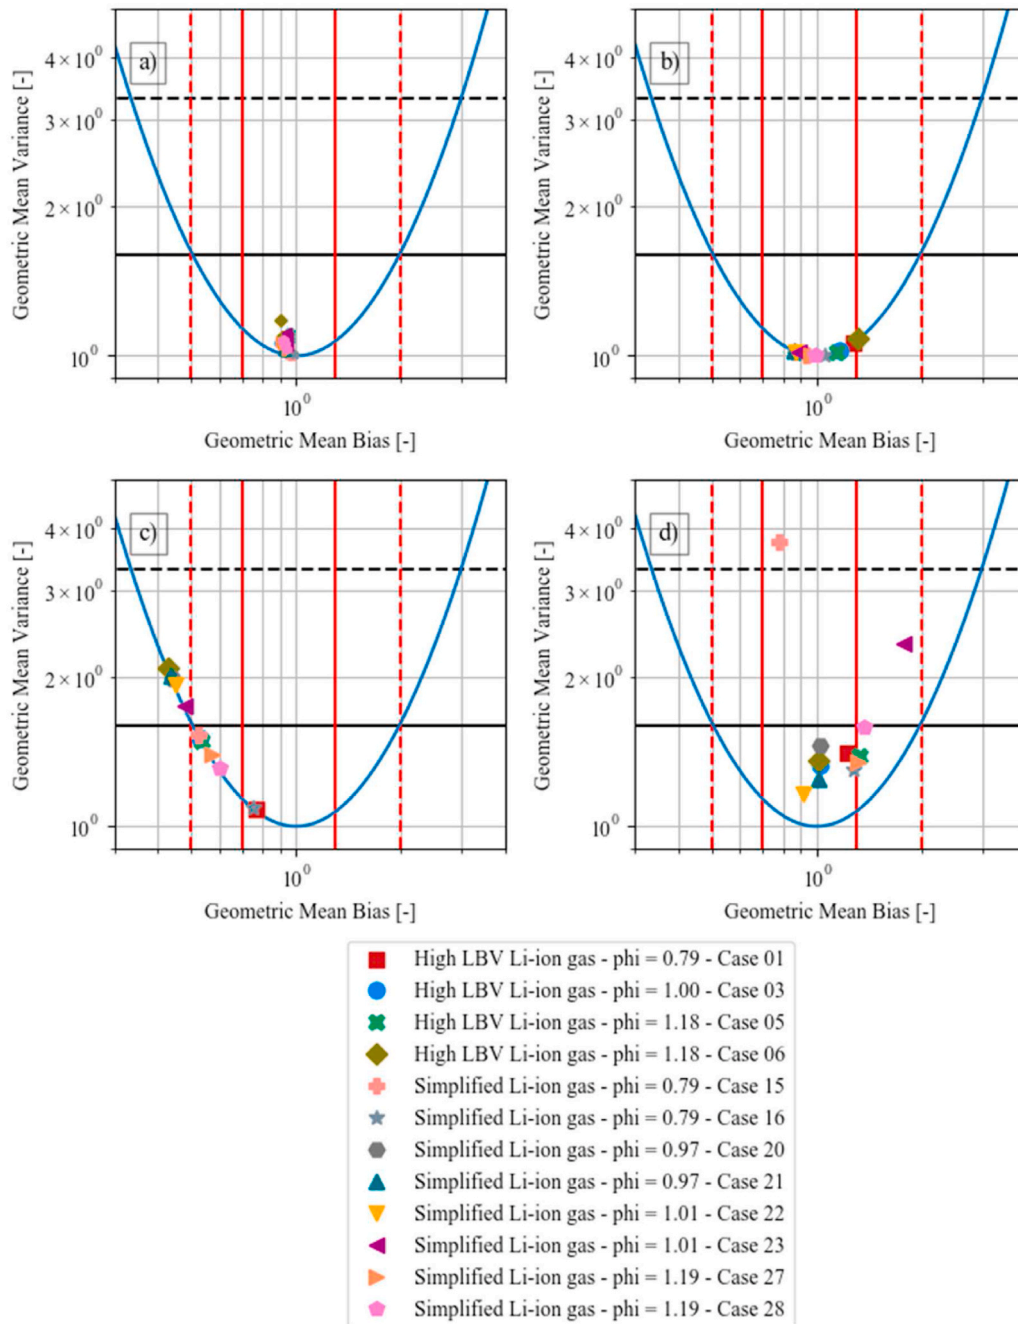 a)
Geometric Mean Variance [-]
4 × 10⁰
3 × 10⁰
2 × 10⁰
10⁰
10⁰
Geometric Mean Bias [-]
b)
Geometric Mean Variance [-]
4 × 10⁰
3 × 10⁰
2 × 10⁰
10⁰
10⁰
Geometric Mean Bias [-]
c)
Geometric Mean Variance [-]
4 × 10⁰
3 × 10⁰
2 × 10⁰
10⁰
10⁰
Geometric Mean Bias [-]
d)
Geometric Mean Variance [-]
4 × 10⁰
3 × 10⁰
2 × 10⁰
10⁰
10⁰
Geometric Mean Bias [-]
High LBV Li-ion gas - phi = 0.79 - Case 01
High LBV Li-ion gas - phi = 1.00 - Case 03
High LBV Li-ion gas - phi = 1.18 - Case 05
High LBV Li-ion gas - phi = 1.18 - Case 06
Simplified Li-ion gas - phi = 0.79 - Case 15
Simplified Li-ion gas - phi = 0.79 - Case 16
Simplified Li-ion gas - phi = 0.97 - Case 20
Simplified Li-ion gas - phi = 0.97 - Case 21
Simplified Li-ion gas - phi = 1.01 - Case 22
Simplified Li-ion gas - phi = 1.01 - Case 23
Simplified Li-ion gas - phi = 1.19 - Case 27
Simplified Li-ion gas - phi = 1.19 - Case 28